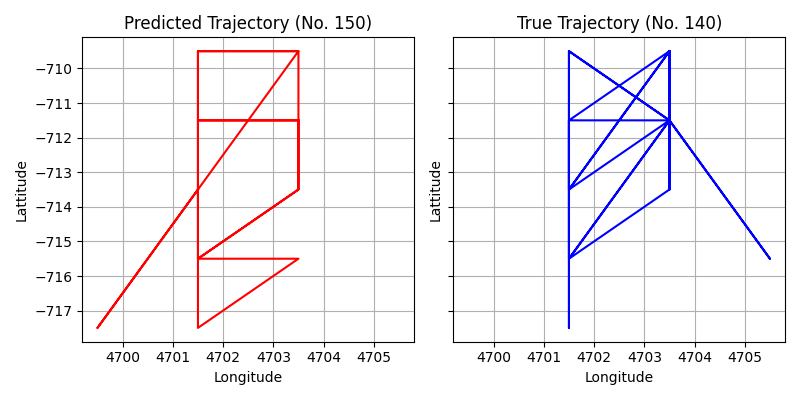 Predicted Trajectory (No. 150)
True Trajectory (No. 140)
−710
−711
−712
−713
−714
−715
−716
−717
Lattitude
Lattitude
4700 4701 4702 4703 4704 4705
4700 4701 4702 4703 4704 4705
Longitude
Longitude